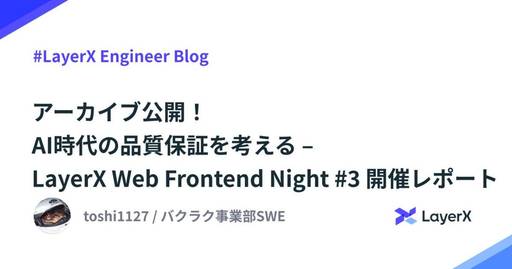 #LayerX Engineer Blog
アーカイブ公開！
AI時代の品質保証を考える –
LayerX Web Frontend Night #3 開催レポート
toshi1127 / バクラク事業部SWE
LayerX